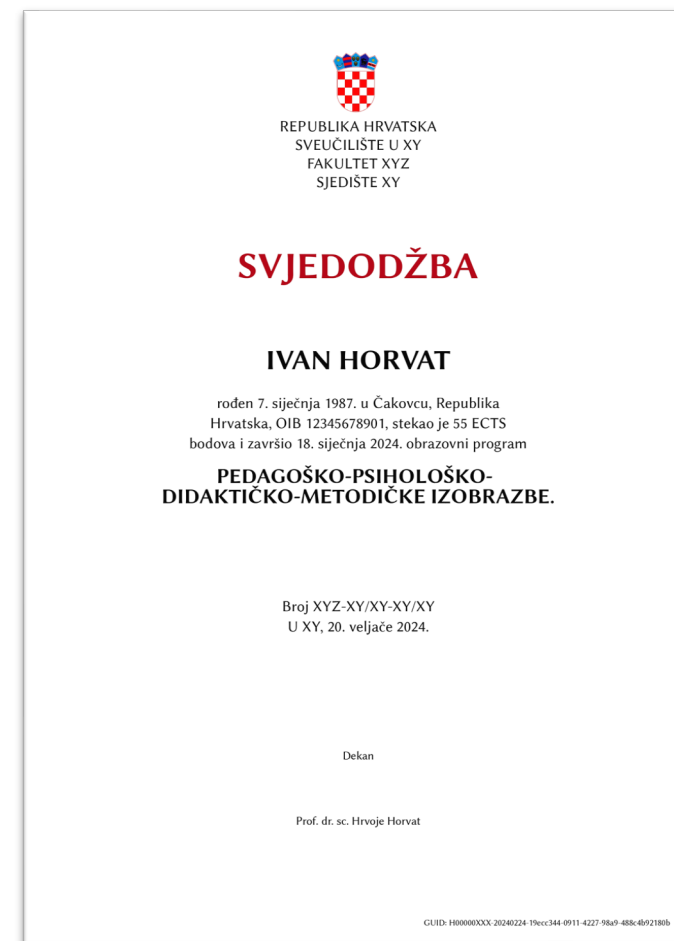 REPUBLIKA HRVATSKA
SVEUČILIŠTE U XY
FAKULTET XYZ
SJEDIŠTE XY
SVJEDODŽBA
IVAN HORVAT
rođen 7. siječnja 1987. u Čakovcu, Republika
Hrvatska, OIB 12345678901, stekao je 55 ECTS
bodova i završio 18. siječnja 2024. obrazovni program
PEDAGOŠKO-PSIHOLOŠKO-
DIDAKTIČKO-METODIČKE IZOBRAZBE.
Broj XYZ-XY/XY-XY/XY
U XY, 20. veljače 2024.
Dekan
Prof. dr. sc. Hrvoje Horvat
GUID: H00000XXX-20240224-19ecc344-0911-4227-98a9-488c4b92180b